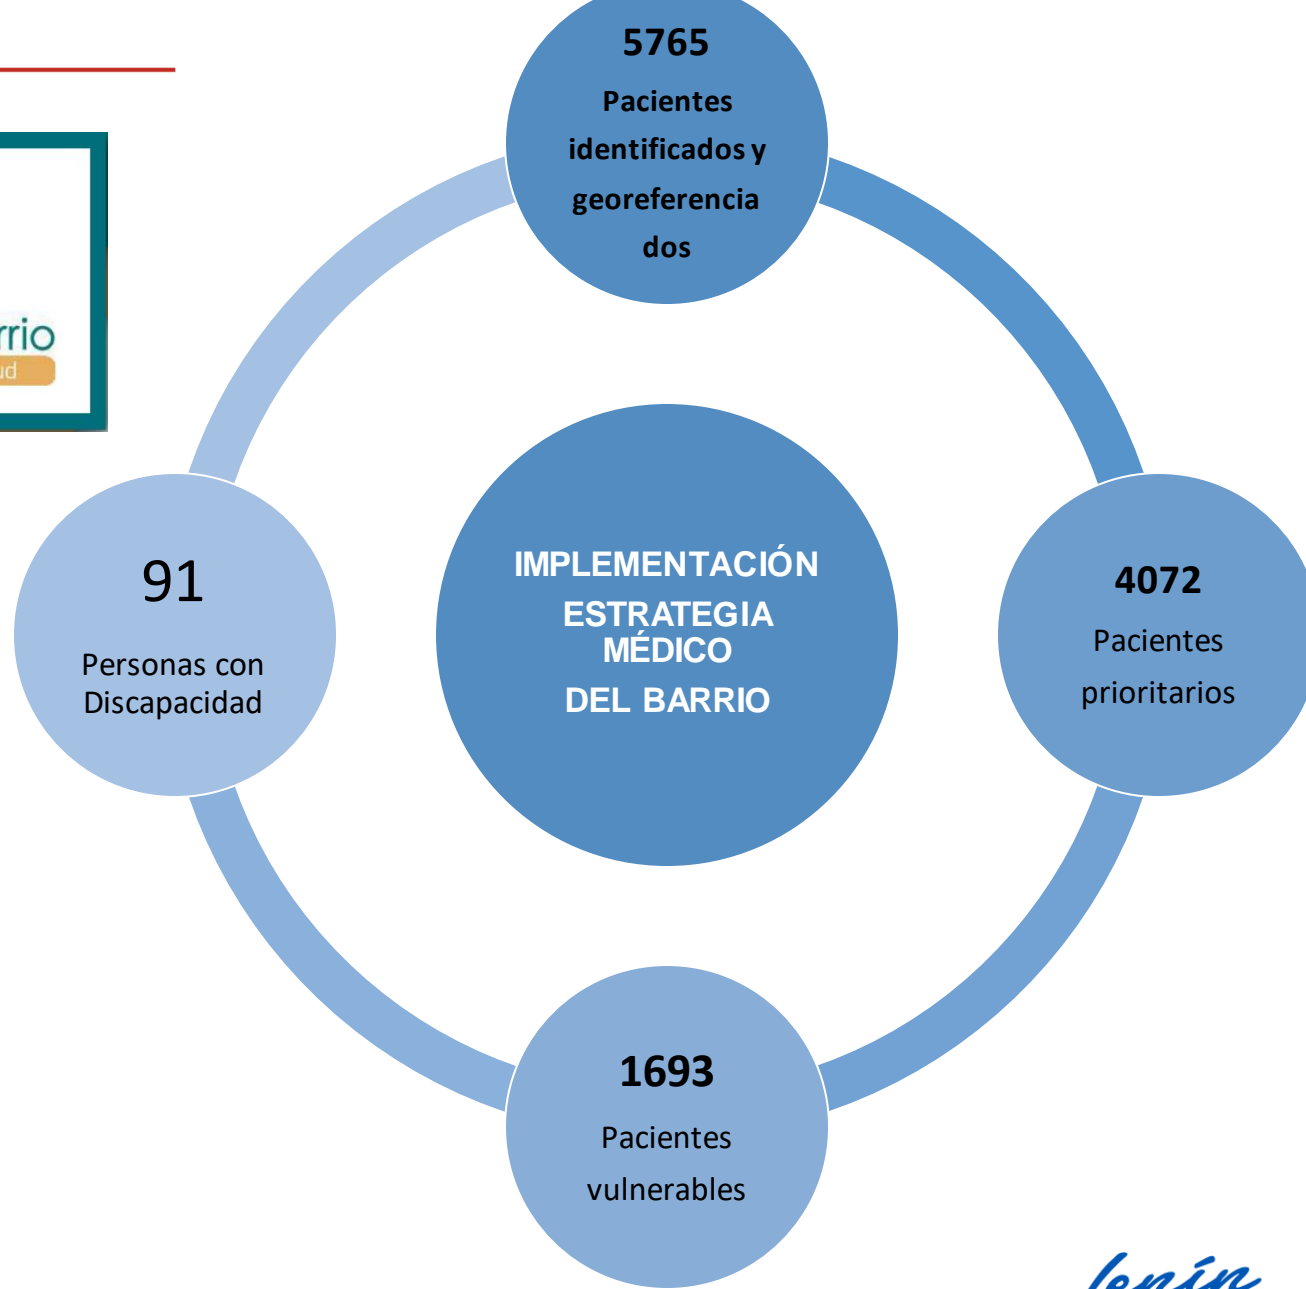 5765
Pacientes
identificados y
georeferencia
dos
rrio
ud
91
Personas con
Discapacidad
IMPLEMENTACIÓN
ESTRATEGIA
MÉDICO
DEL BARRIO
4072
Pacientes
prioritarios
1693
Pacientes
vulnerables
lenín